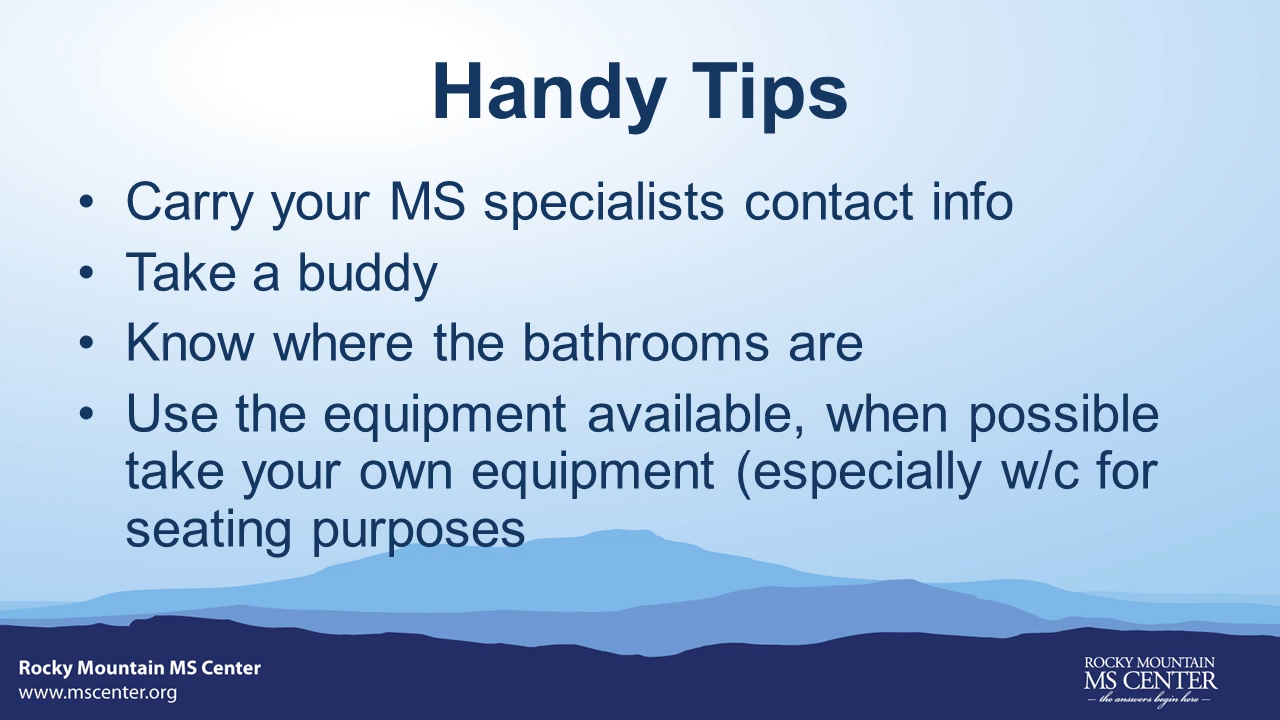 Handy Tips
• Carry your MS specialists contact info
• Take a buddy
• Know where the bathrooms are
• Use the equipment available, when possible
take your own equipment (especially w/c for
seating purposes
Rocky Mountain MS Center
www.mscenter.org
ROCKY MOUNTAIN
MS CENTER
— the answers begin here —